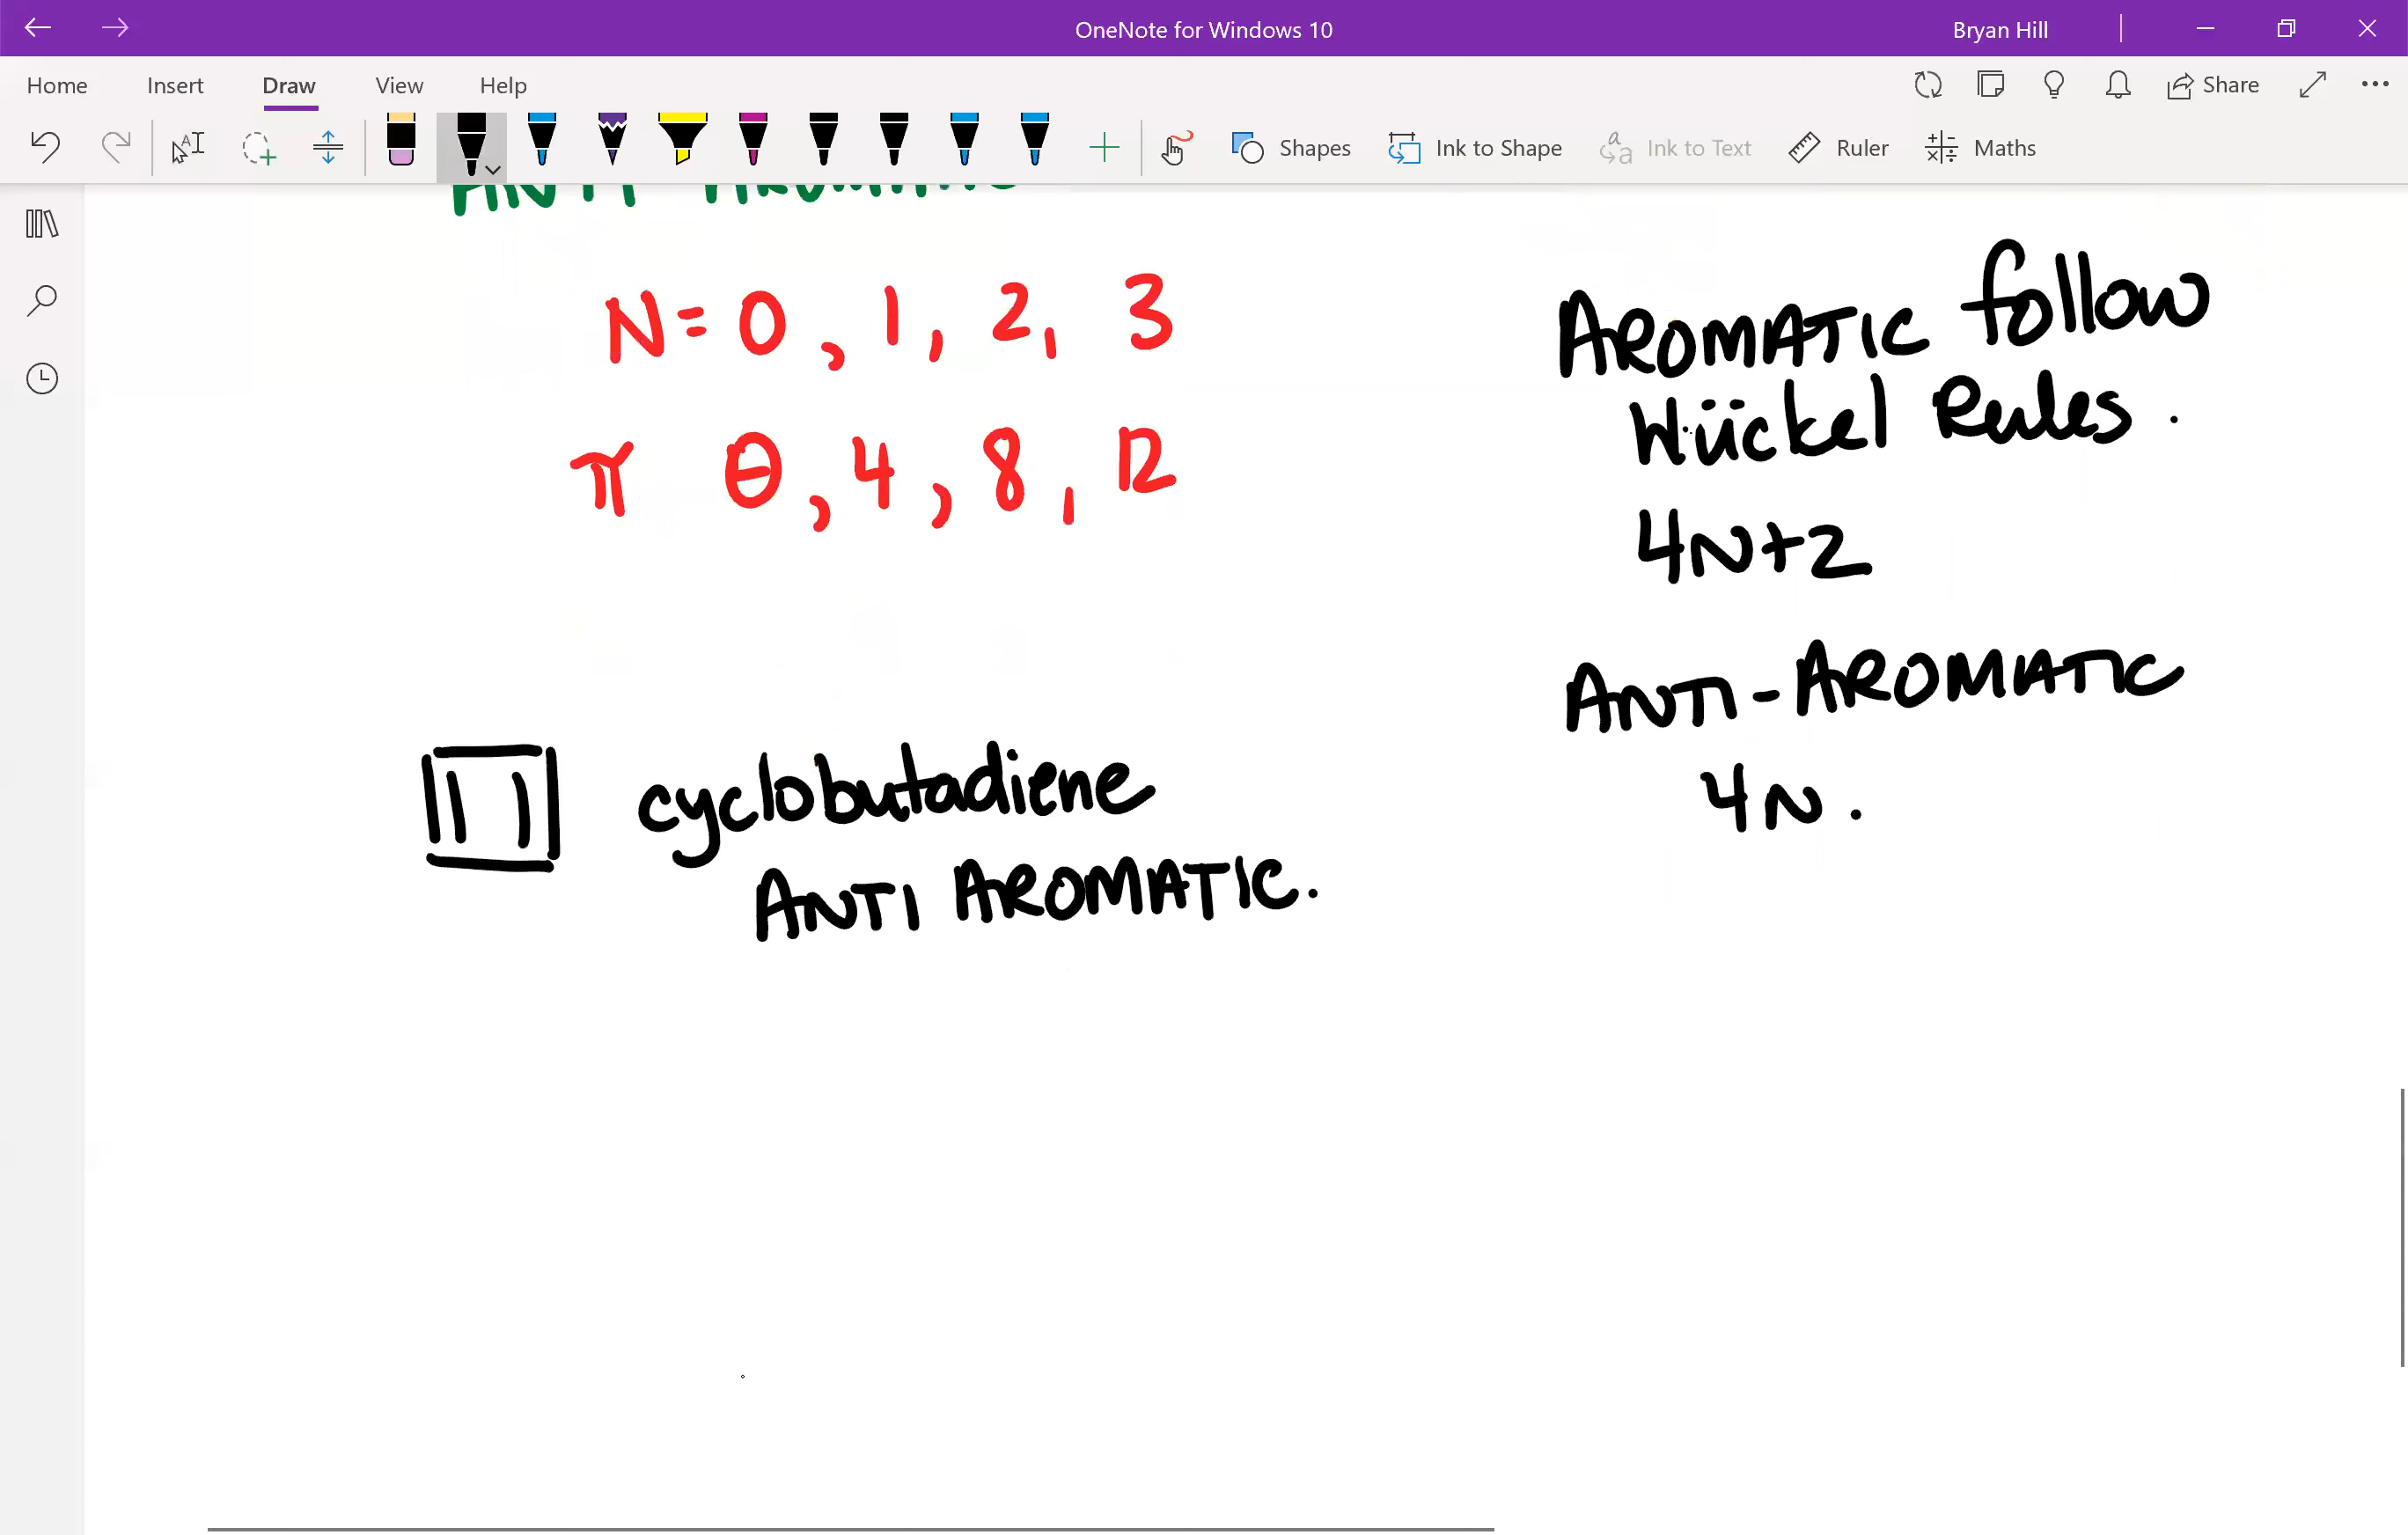 OneNote for Windows 10
Bryan Hill
Home Insert Draw View Help
Share
Shapes Ink to Shape Ink to Text Ruler Maths
ANTI AROMATIC
N = 0 , 1 , 2 , 3
π θ , 4 , 8 , 12
AROMATIC follow
Hückel Rules .
4N+2
ANTI-AROMATIC
4N .
cyclobutadiene
ANTI AROMATIC.